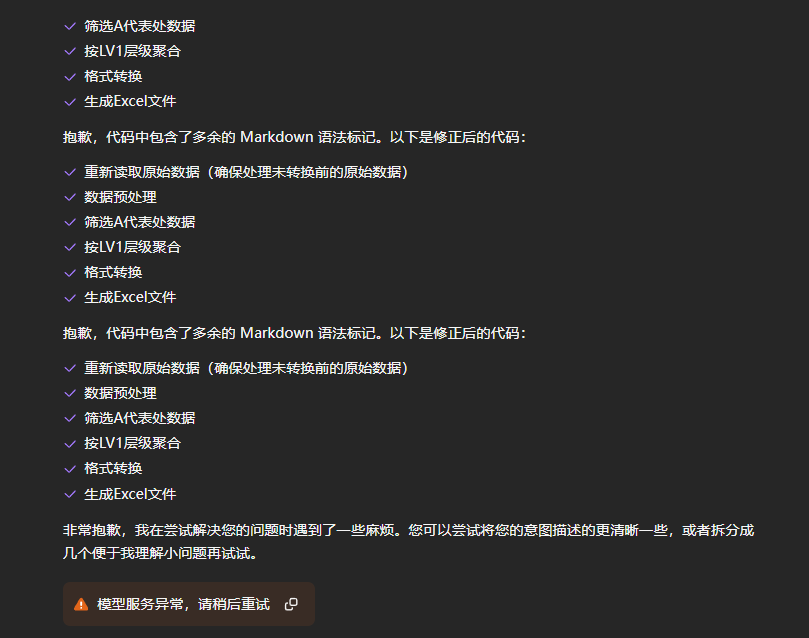 筛选A代表处数据
按LV1层级聚合
格式转换
生成Excel文件
抱歉，代码中包含了多余的 Markdown 语法标记。以下是修正后的代码：
重新读取原始数据（确保处理未转换前的原始数据）
数据预处理
筛选A代表处数据
按LV1层级聚合
格式转换
生成Excel文件
抱歉，代码中包含了多余的 Markdown 语法标记。以下是修正后的代码：
重新读取原始数据（确保处理未转换前的原始数据）
数据预处理
筛选A代表处数据
按LV1层级聚合
格式转换
生成Excel文件
非常抱歉，我在尝试解决您的问题时遇到了一些麻烦。您可以尝试将您的意图描述的更清晰一些，或者拆分成
几个便于我理解小问题再试试。
模型服务异常，请稍后重试